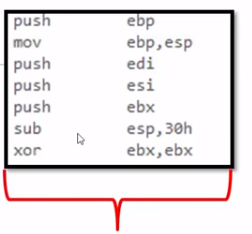 push ebp
mov ebp,esp
push edi
push esi
push ebx
sub esp,30h
xor ebx,ebx